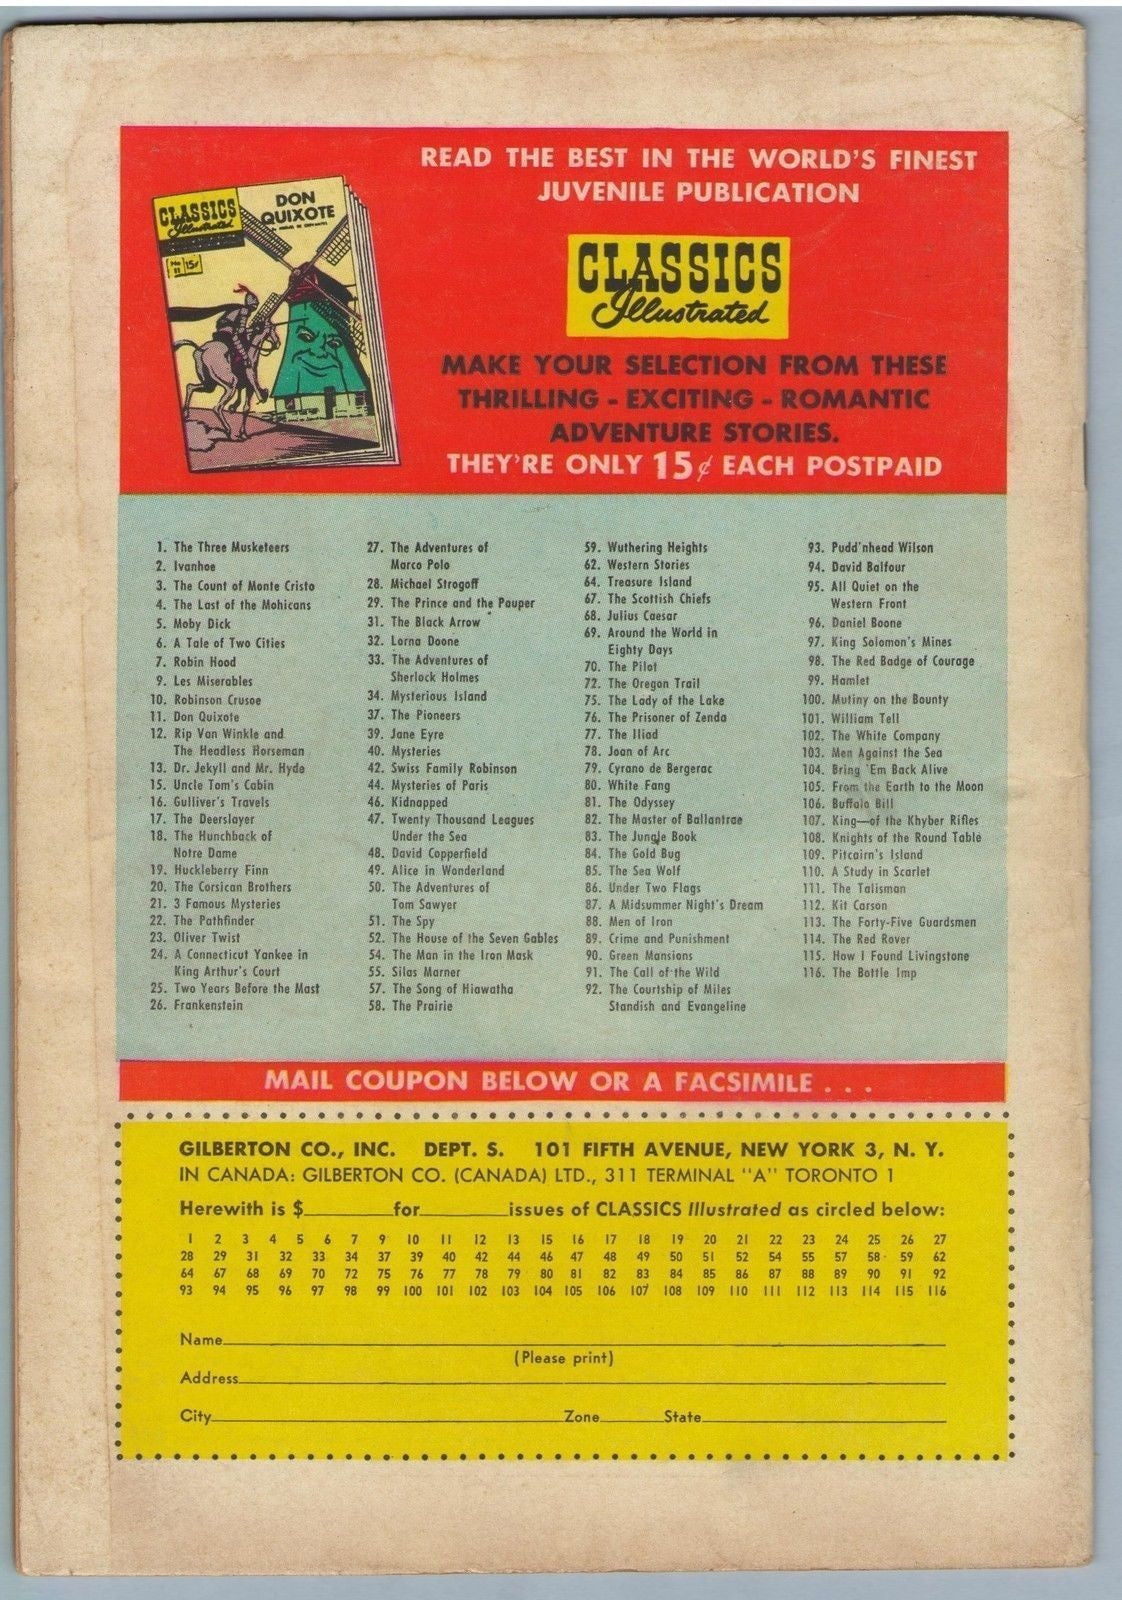 READ THE BEST IN THE WORLD'S FINEST
JUVENILE PUBLICATION
CLASSICS
Illustrated
DON
QUIXOTE
CLASSICS
Illustrated
No
11
15¢
MAKE YOUR SELECTION FROM THESE
THRILLING - EXCITING - ROMANTIC
ADVENTURE STORIES.
THEY'RE ONLY 15¢ EACH POSTPAID
1. The Three Musketeers
2. Ivanhoe
3. The Count of Monte Cristo
4. The Last of the Mohicans
5. Moby Dick
6. A Tale of Two Cities
7. Robin Hood
9. Les Miserables
10. Robinson Crusoe
11. Don Quixote
12. Rip Van Winkle and
The Headless Horseman
13. Dr. Jekyll and Mr. Hyde
15. Uncle Tom's Cabin
16. Gulliver's Travels
17. The Deerslayer
18. The Hunchback of
Notre Dame
19. Huckleberry Finn
20. The Corsican Brothers
21. 3 Famous Mysteries
22. The Pathfinder
23. Oliver Twist
24. A Connecticut Yankee in
King Arthur's Court
25. Two Years Before the Mast
26. Frankenstein
27. The Adventures of
Marco Polo
28. Michael Strogoff
29. The Prince and the Pauper
31. The Black Arrow
32. Lorna Doone
33. The Adventures of
Sherlock Holmes
34. Mysterious Island
37. The Pioneers
39. Jane Eyre
40. Mysteries
42. Swiss Family Robinson
44. Mysteries of Paris
46. Kidnapped
47. Twenty Thousand Leagues
Under the Sea
48. David Copperfield
49. Alice in Wonderland
50. The Adventures of
Tom Sawyer
51. The Spy
52. The House of the Seven Gables
54. The Man in the Iron Mask
55. Silas Marner
57. The Song of Hiawatha
58. The Prairie
59. Wuthering Heights
62. Western Stories
64. Treasure Island
67. The Scottish Chiefs
68. Julius Caesar
69. Around the World in
Eighty Days
70. The Pilot
72. The Oregon Trail
75. The Lady of the Lake
76. The Prisoner of Zenda
77. The Iliad
78. Joan of Arc
79. Cyrano de Bergerac
80. White Fang
81. The Odyssey
82. The Master of Ballantrae
83. The Jungle Book
84. The Gold Bug
85. The Sea Wolf
86. Under Two Flags
87. A Midsummer Night's Dream
88. Men of Iron
89. Crime and Punishment
90. Green Mansions
91. The Call of the Wild
92. The Courtship of Miles
Standish and Evangeline
93. Pudd'nhead Wilson
94. David Balfour
95. All Quiet on the
Western Front
96. Daniel Boone
97. King Solomon's Mines
98. The Red Badge of Courage
99. Hamlet
100. Mutiny on the Bounty
101. William Tell
102. The White Company
103. Men Against the Sea
104. Bring 'Em Back Alive
105. From the Earth to the Moon
106. Buffalo Bill
107. King—of the Khyber Rifles
108. Knights of the Round Table
109. Pitcairn's Island
110. A Study in Scarlet
111. The Talisman
112. Kit Carson
113. The Forty-Five Guardsmen
114. The Red Rover
115. How I Found Livingstone
116. The Bottle Imp
MAIL COUPON BELOW OR A FACSIMILE . . .
GILBERTON CO., INC. DEPT. S. 101 FIFTH AVENUE, NEW YORK 3, N. Y.
IN CANADA: GILBERTON CO. (CANADA) LTD., 311 TERMINAL "A" TORONTO 1
Herewith is $ for issues of CLASSICS Illustrated as circled below:
1 2 3 4 5 6 7 9 10 11 12 13 15 16 17 18 19 20 21 22 23 24 25 26 27
28 29 31 32 33 34 37 39 40 42 44 46 47 48 49 50 51 52 54 55 57 58 59 62
64 67 68 69 70 72 75 76 77 78 79 80 81 82 83 84 85 86 87 88 89 90 91 92
93 94 95 96 97 98 99 100 101 102 103 104 105 106 107 108 109 110 111 112 113 114 115 116
Name
(Please print)
Address
City Zone State